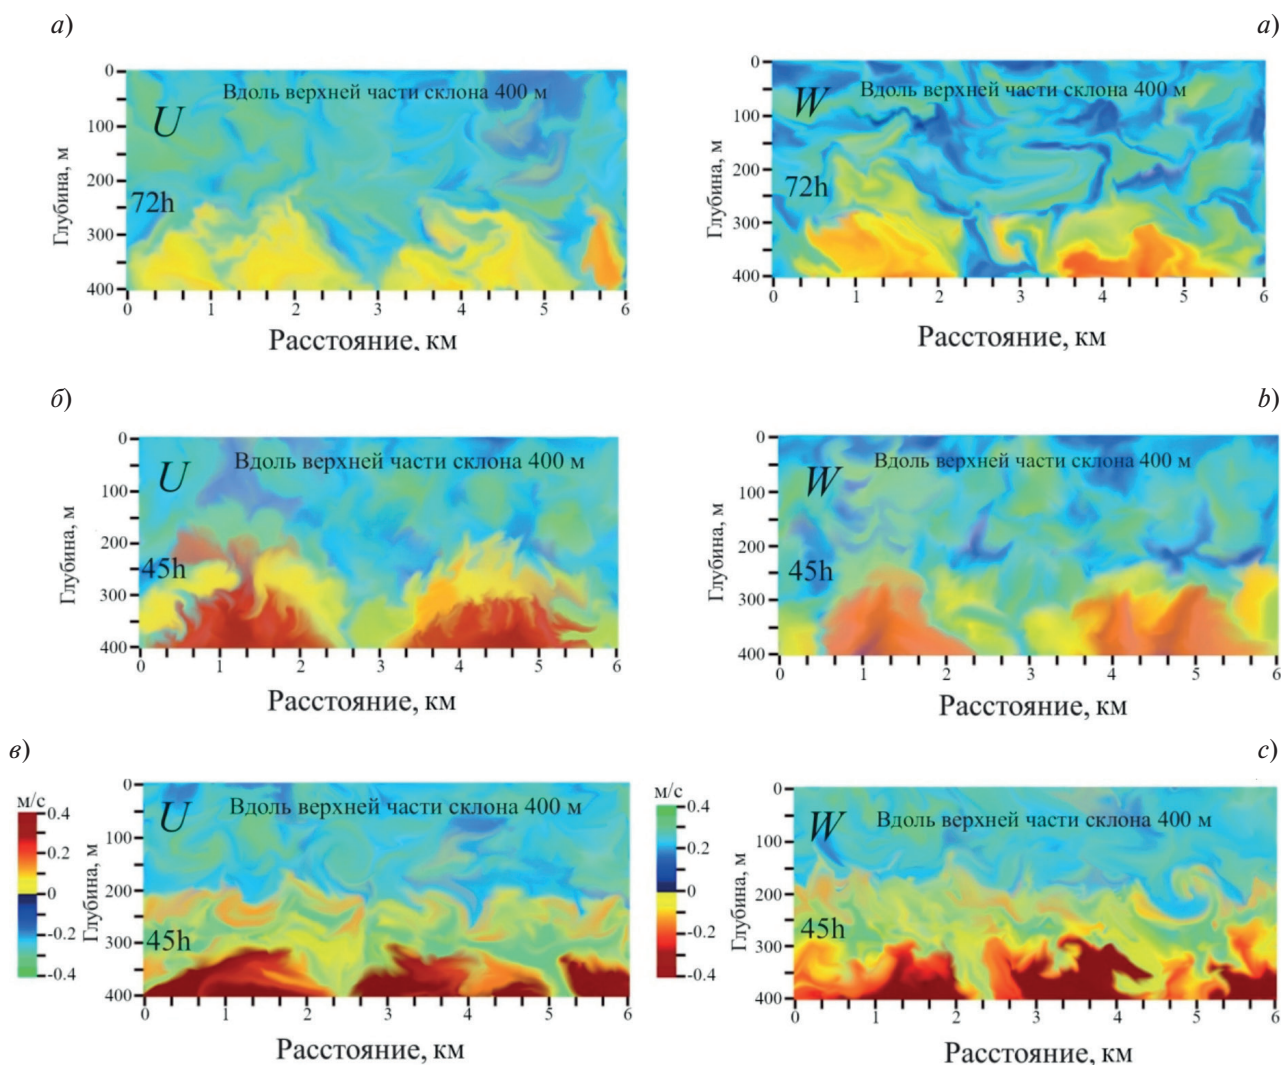 а)
а)
0
100
200
300
400
Глубина, м
U
Вдоль верхней части склона 400 м
72h
0
1
2
3
4
5
6
Расстояние, км
0
100
200
300
400
Глубина, м
W
Вдоль верхней части склона 400 м
72h
0
1
2
3
4
5
6
Расстояние, км
б)
b)
0
100
200
300
400
Глубина, м
U
Вдоль верхней части склона 400 м
45h
0
1
2
3
4
5
6
Расстояние, км
0
100
200
300
400
Глубина, м
W
Вдоль верхней части склона 400 м
45h
0
1
2
3
4
5
6
Расстояние, км
в)
c)
м/с
0.4
0.2
0
-0.2
-0.4
0
100
200
300
400
Глубина, м
U
Вдоль верхней части склона 400 м
45h
0
1
2
3
4
5
6
Расстояние, км
м/с
0.4
0.2
0
-0.2
-0.4
0
100
200
300
400
Глубина, м
W
Вдоль верхней части склона 400 м
45h
0
1
2
3
4
5
6
Расстояние, км